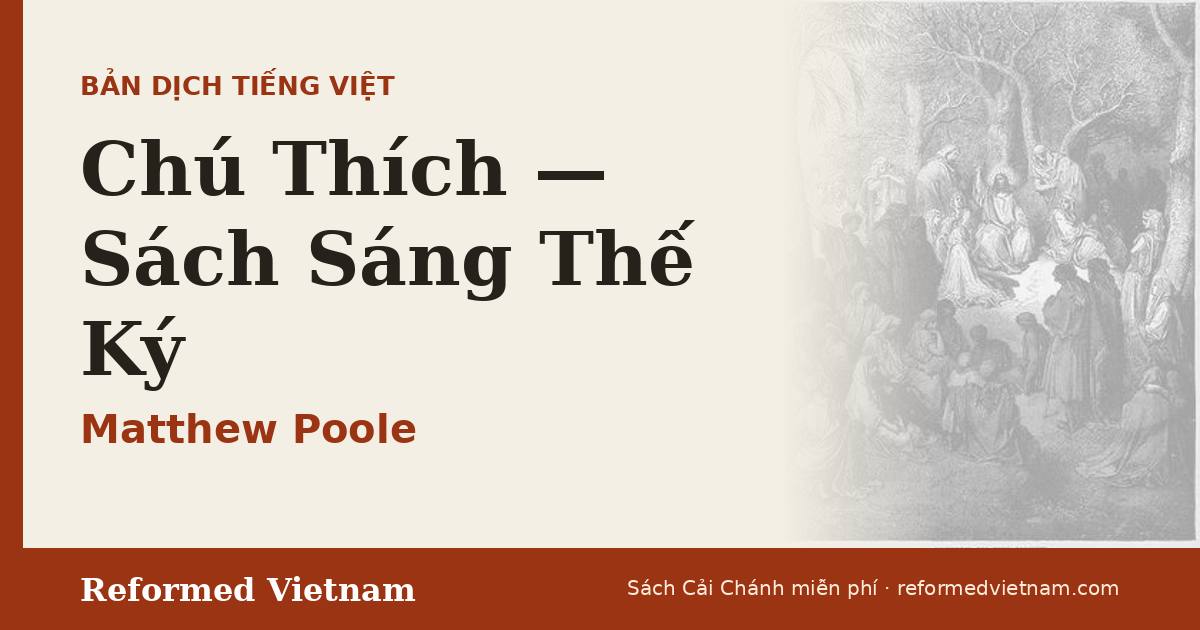 BẢN DỊCH TIẾNG VIỆT
Chú Thích —
Sách Sáng Thế
Ký
Matthew Poole
Reformed Vietnam
Sách Cải Chánh miễn phí · reformedvietnam.com